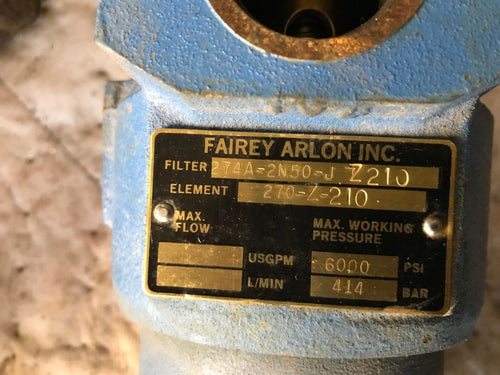 FAIREY ARLON INC.
FILTER 274A-2N50-J Z210
ELEMENT 270-Z-210
MAX. FLOW MAX. WORKING PRESSURE
USGPM 6000 PSI
L/MIN 414 BAR